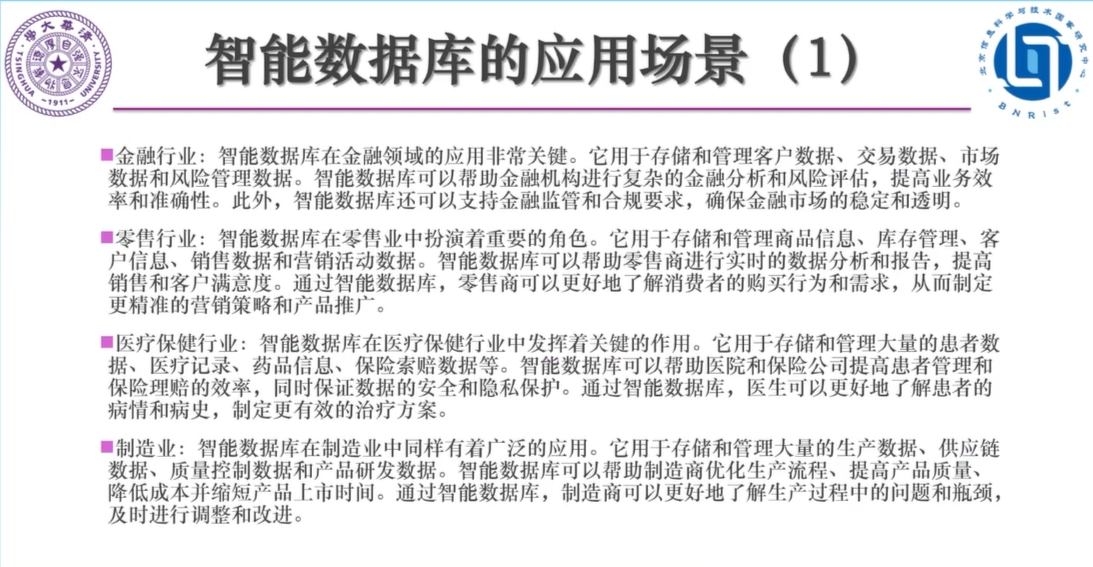 智能数据库的应用场景（1）
TSINGHUA UNIVERSITY
-1911-
北京信息科学与技术国家研究中心
BNRist
■金融行业：智能数据库在金融领域的应用非常关键。它用于存储和管理客户数据、交易数据、市场
数据和风险管理数据。智能数据库可以帮助金融机构进行复杂的金融分析和风险评估，提高业务效
率和准确性。此外，智能数据库还可以支持金融监管和合规要求，确保金融市场的稳定和透明。
■零售行业：智能数据库在零售业中扮演着重要的角色。它用于存储和管理商品信息、库存管理、客
户信息、销售数据和营销活动数据。智能数据库可以帮助零售商进行实时的数据分析和报告，提高
销售和客户满意度。通过智能数据库，零售商可以更好地了解消费者的购买行为和需求，从而制定
更精准的营销策略和产品推广。
■医疗保健行业：智能数据库在医疗保健行业中发挥着关键的作用。它用于存储和管理大量的患者数
据、医疗记录、药品信息、保险索赔数据等。智能数据库可以帮助医院和保险公司提高患者管理和
保险理赔的效率，同时保证数据的安全和隐私保护。通过智能数据库，医生可以更好地了解患者的
病情和病史，制定更有效的治疗方案。
■制造业：智能数据库在制造业中同样有着广泛的应用。它用于存储和管理大量的生产数据、供应链
数据、质量控制数据和产品研发数据。智能数据库可以帮助制造商优化生产流程、提高产品质量、
降低成本并缩短产品上市时间。通过智能数据库，制造商可以更好地了解生产过程中的问题和瓶颈，
及时进行调整和改进。